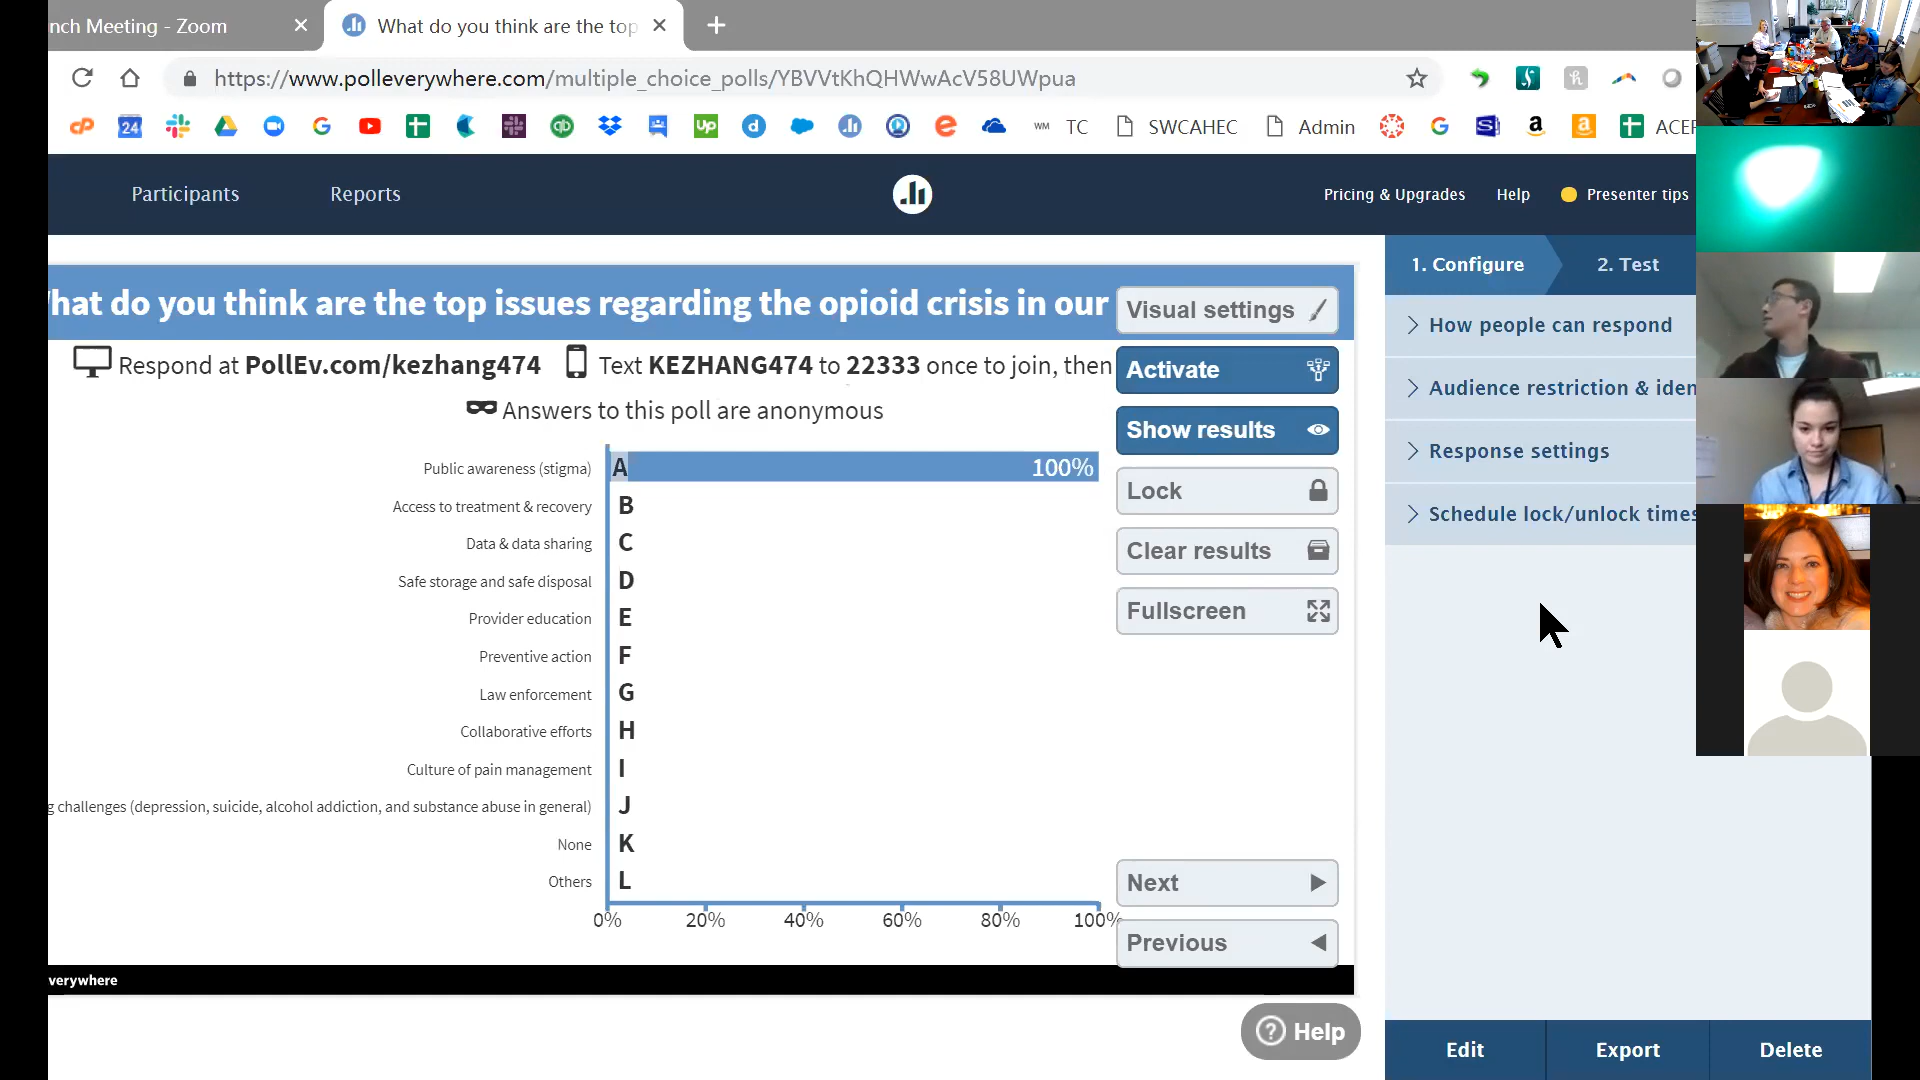 nch Meeting - Zoom
What do you think are the top
https://www.polleverywhere.com/multiple_choice_polls/YBVVtKhQHWwAcV58UWpua
24
Up
WM TC
SWCAHEC
Admin
ACEF
Participants
Reports
Pricing & Upgrades
Help
Presenter tips
1. Configure
2. Test
hat do you think are the top issues regarding the opioid crisis in our
Visual settings
How people can respond
Respond at PollEv.com/kezhang474
Text KEZHANG474 to 22333 once to join, then
Activate
Audience restriction & iden
Answers to this poll are anonymous
Show results
Response settings
Public awareness (stigma) A 100%
Lock
Access to treatment & recovery B
Schedule lock/unlock times
Data & data sharing C
Clear results
Safe storage and safe disposal D
Provider education E
Fullscreen
Preventive action F
Law enforcement G
Collaborative efforts H
Culture of pain management I
g challenges (depression, suicide, alcohol addiction, and substance abuse in general) J
None K
Others L
Next
0% 20% 40% 60% 80% 100%
Previous
verywhere
Help
Edit
Export
Delete